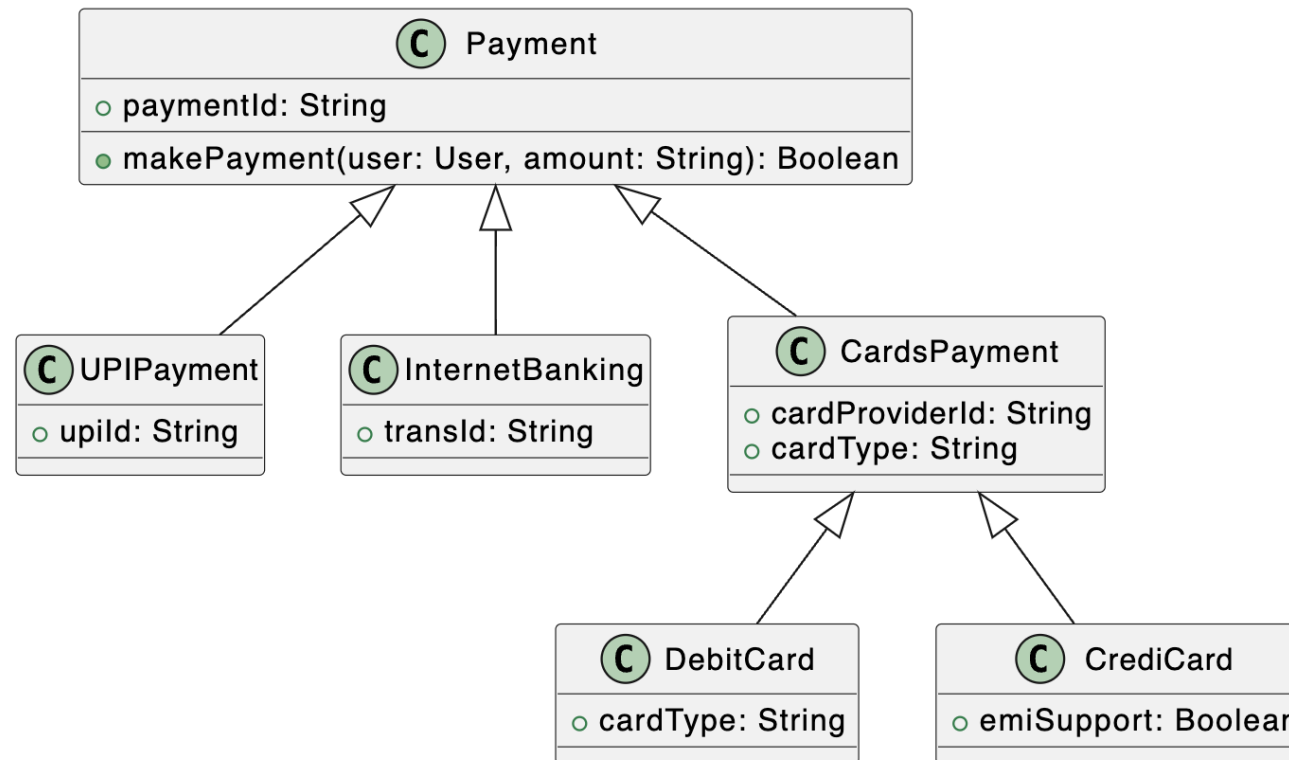 C Payment
paymentId: String
makePayment(user: User, amount: String): Boolean
C UPIPayment
upiId: String
C InternetBanking
transId: String
C CardsPayment
cardProviderId: String
cardType: String
C DebitCard
cardType: String
C CrediCard
emiSupport: Boolean